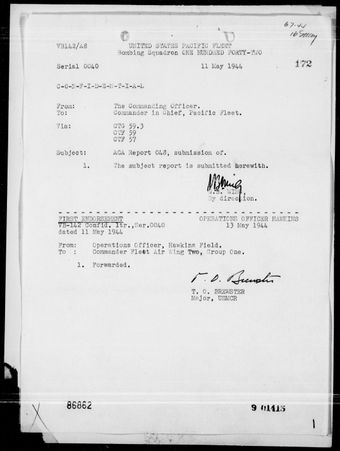 C O P Y
VB142/A8 UNITED STATES PACIFIC FLEET
Bombing Squadron ONE HUNDRED FORTY-TWO
Serial 0040 11 May 1944 172
C-O-N-F-I-D-E-N-T-I-A-L
From: The Commanding Officer.
To: Commander in Chief, Pacific Fleet.
Via: CTG 59.3
CTF 59
CTF 57
Subject: ACA Report 048, submission of.
1. The subject report is submitted herewith.
By direction.
FIRST ENDORSEMENT OPERATIONS OFFICER HAWKINS
VB-142 Confid. ltr.,Ser.0040 13 May 1944
dated 11 May 1944
From: Operations Officer, Hawkins Field.
To : Commander Fleet Air Wing Two, Group One.
1. Forwarded.
T. O. Brewster
T. O. BREWSTER
Major, USMCR
86862 9 01415
1